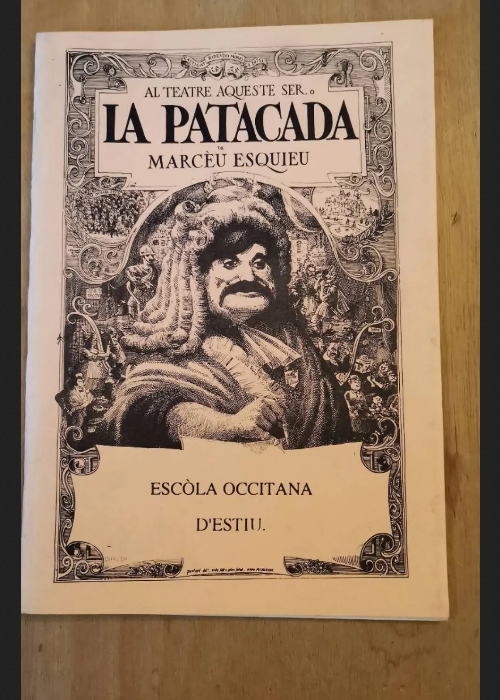 AL TEATRE AQUESTE SER. o
LA PATACADA
DE
MARCÈU ESQUIEU
ESCÒLA OCCITANA
D'ESTIU.